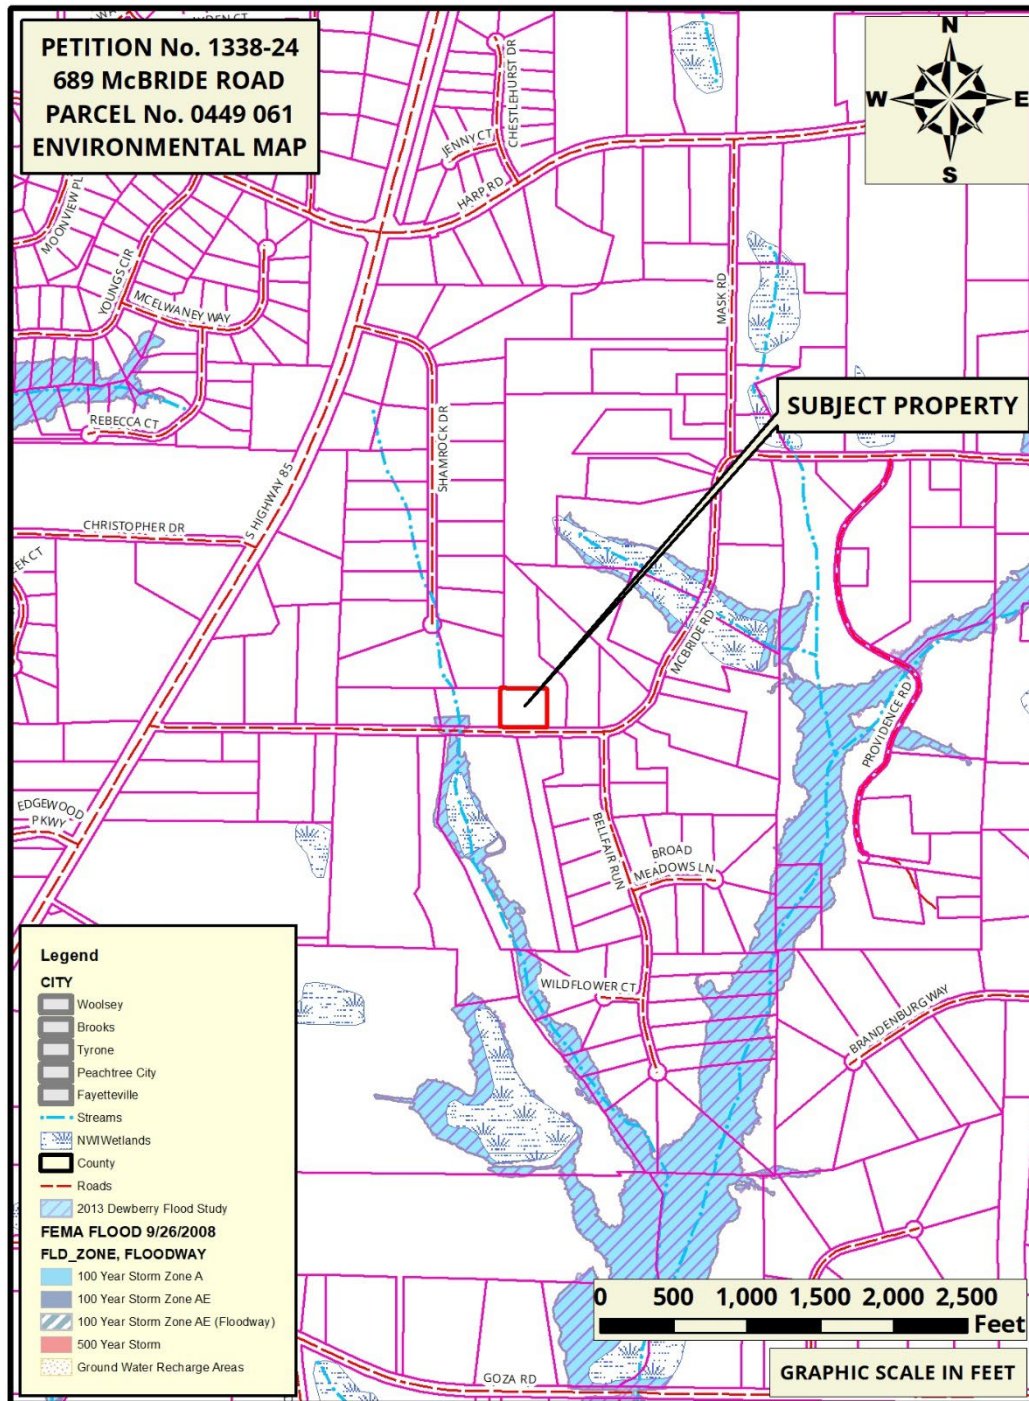 PETITION No. 1338-24
689 McBRIDE ROAD
PARCEL No. 0449 061
ENVIRONMENTAL MAP
N
W
E
S
CHESTLEHURST DR
JENNY CT
HARP RD
MOONVIEW PL
YOUNGS CIR
MCELWANEY WAY
MASK RD
REBECCA CT
SUBJECT PROPERTY
SHAMROCK DR
S HIGHWAY 85
CHRISTOPHER DR
EK CT
MCBRIDE RD
PROVIDENCE RD
EDGEWOOD
PKWY
BELLFAIR RUN
BROAD
MEADOWS LN
WILDFLOWER CT
BRANDENBURG WAY
Legend
CITY
Woolsey
Brooks
Tyrone
Peachtree City
Fayetteville
Streams
NWIWetlands
County
Roads
2013 Dewberry Flood Study
FEMA FLOOD 9/26/2008
FLD_ZONE, FLOODWAY
100 Year Storm Zone A
100 Year Storm Zone AE
100 Year Storm Zone AE (Floodway)
500 Year Storm
Ground Water Recharge Areas
0 500 1,000 1,500 2,000 2,500
Feet
GRAPHIC SCALE IN FEET
GOZA RD